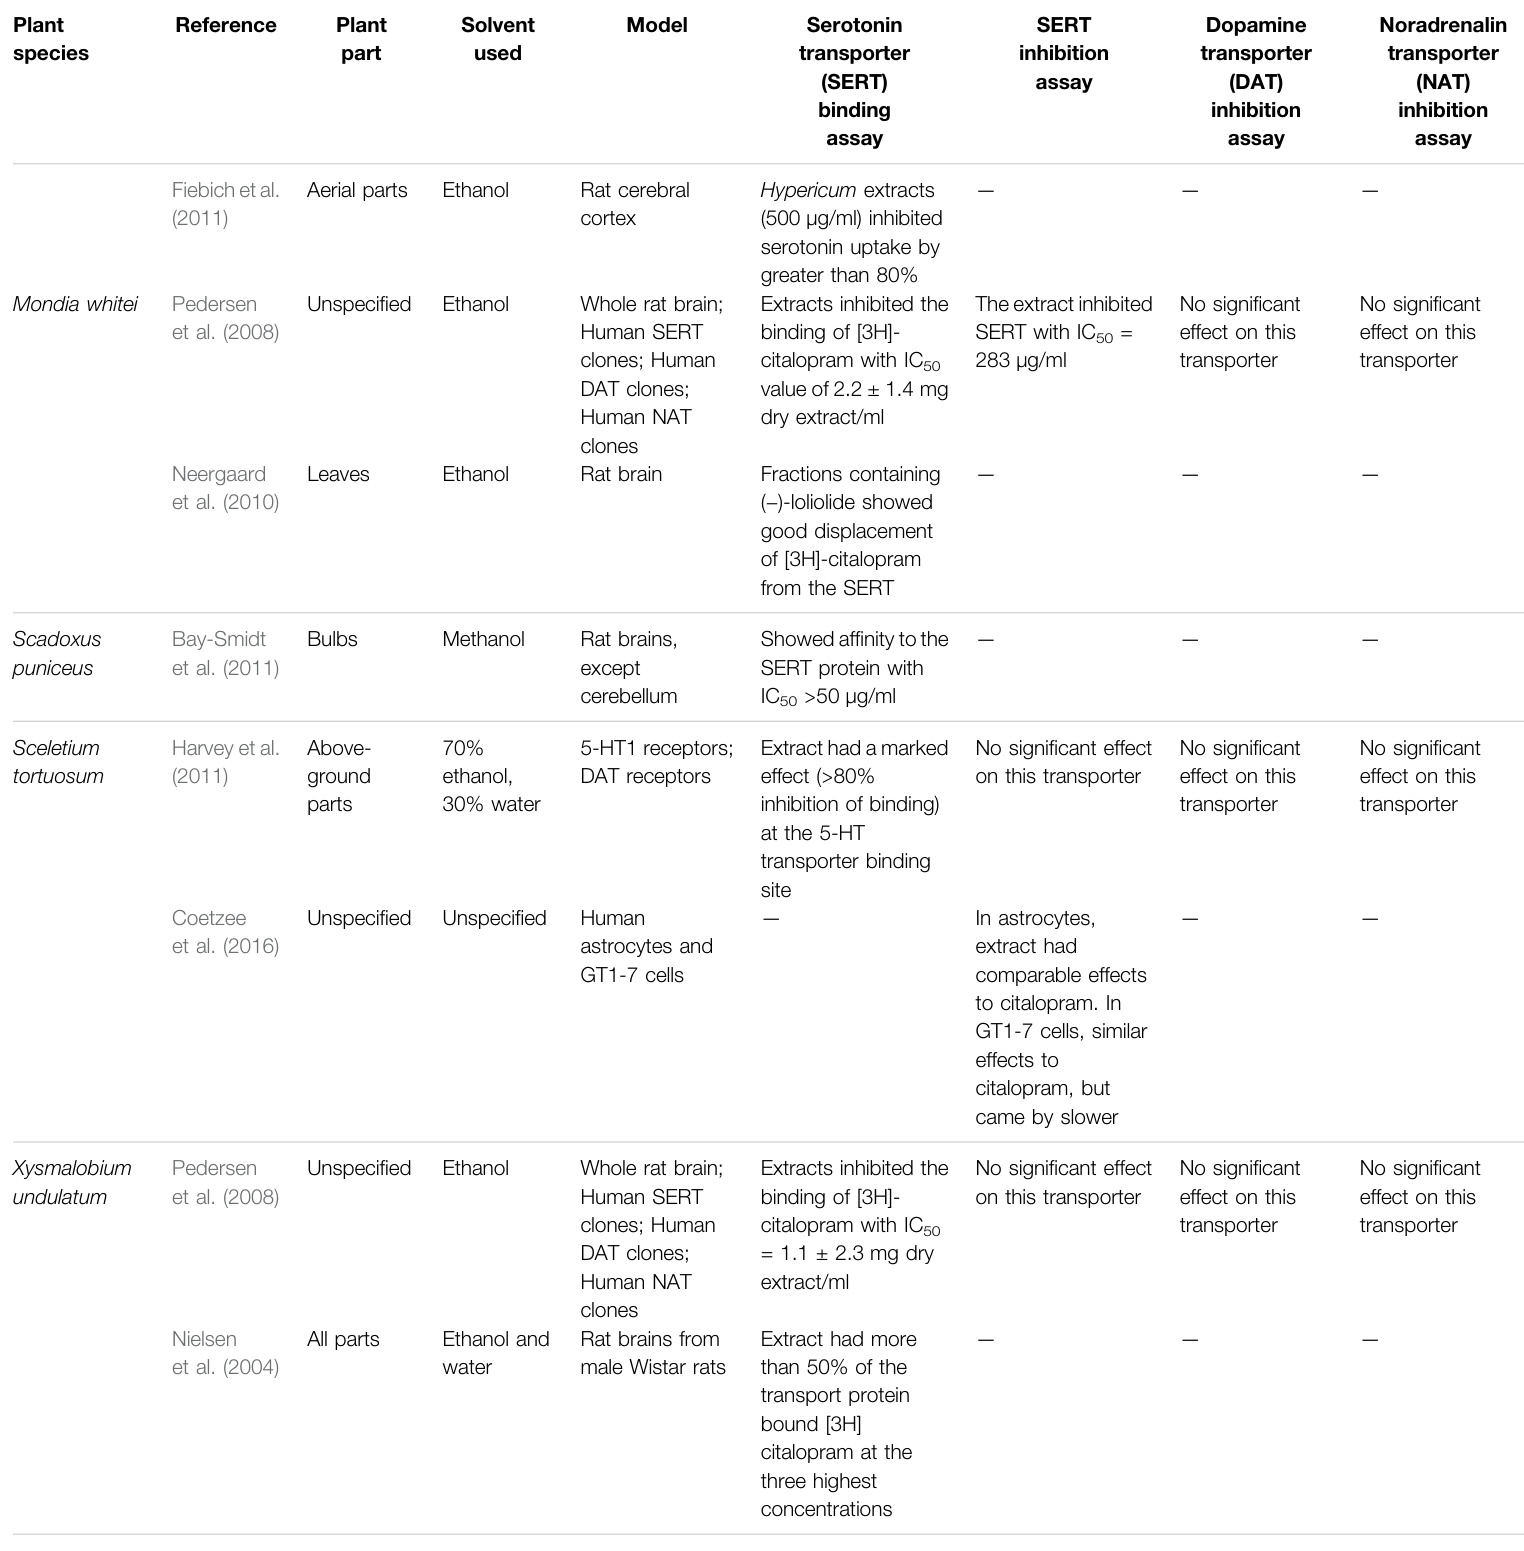 Plant species
Reference
Plant part
Solvent used
Model
Serotonin transporter (SERT) binding assay
SERT inhibition assay
Dopamine transporter (DAT) inhibition assay
Noradrenalin transporter (NAT) inhibition assay
Fiebich et al.
(2011)
Aerial parts
Ethanol
Rat cerebral
cortex
Hypericum extracts
(500 µg/ml) inhibited
serotonin uptake by
greater than 80%
—
—
—
Mondia whitei
Pedersen
et al. (2008)
Unspecified
Ethanol
Whole rat brain;
Human SERT
clones; Human
DAT clones;
Human NAT
clones
Extracts inhibited the
binding of [3H]-
citalopram with IC50
value of 2.2 ± 1.4 mg
dry extract/ml
The extract inhibited
SERT with IC50 =
283 µg/ml
No significant
effect on this
transporter
No significant
effect on this
transporter
Neergaard
et al. (2010)
Leaves
Ethanol
Rat brain
Fractions containing
(–)-loliolide showed
good displacement
of [3H]-citalopram
from the SERT
—
—
—
Scadoxus
puniceus
Bay-Smidt
et al. (2011)
Bulbs
Methanol
Rat brains,
except
cerebellum
Showed affinity to the
SERT protein with
IC50 >50 µg/ml
—
—
—
Sceletium
tortuosum
Harvey et al.
(2011)
Above-
ground
parts
70%
ethanol,
30% water
5-HT1 receptors;
DAT receptors
Extract had a marked
effect (>80%
inhibition of binding)
at the 5-HT
transporter binding
site
No significant effect
on this transporter
No significant
effect on this
transporter
No significant
effect on this
transporter
Coetzee
et al. (2016)
Unspecified
Unspecified
Human
astrocytes and
GT1-7 cells
—
In astrocytes,
extract had
comparable effects
to citalopram. In
GT1-7 cells, similar
effects to
citalopram, but
came by slower
—
—
Xysmalobium
undulatum
Pedersen
et al. (2008)
Unspecified
Ethanol
Whole rat brain;
Human SERT
clones; Human
DAT clones;
Human NAT
clones
Extracts inhibited the
binding of [3H]-
citalopram with IC50
= 1.1 ± 2.3 mg dry
extract/ml
No significant effect
on this transporter
No significant
effect on this
transporter
No significant
effect on this
transporter
Nielsen
et al. (2004)
All parts
Ethanol and
water
Rat brains from
male Wistar rats
Extract had more
than 50% of the
transport protein
bound [3H]
citalopram at the
three highest
concentrations
—
—
—